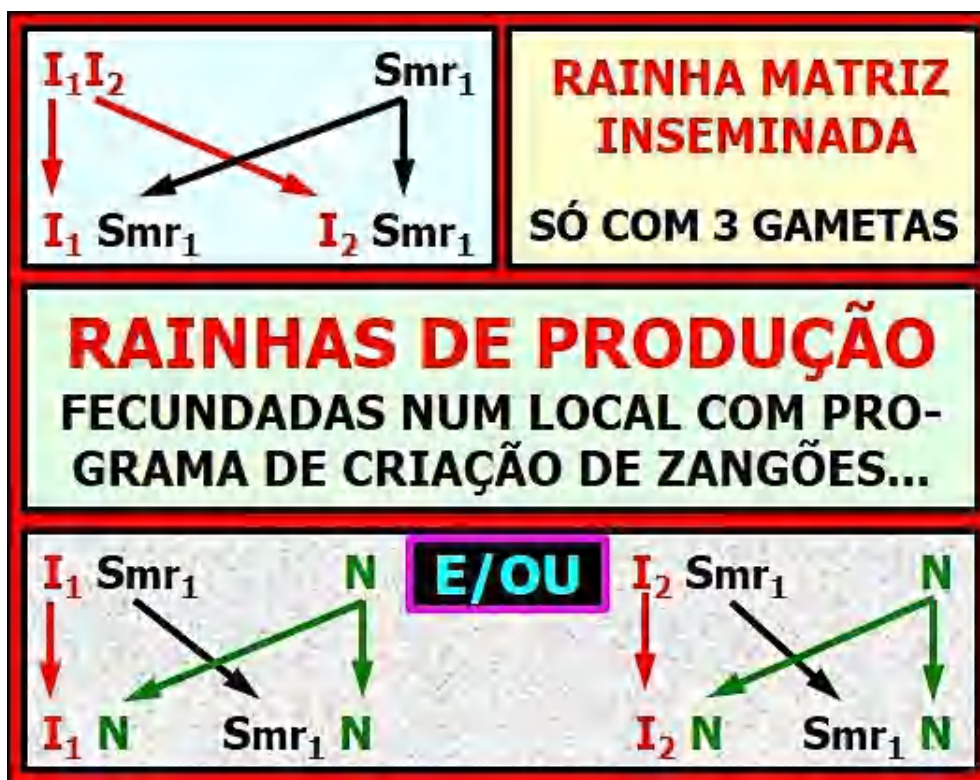 I₁I₂ Smr₁
I₁ Smr₁ I₂ Smr₁
RAINHA MATRIZ
INSEMINADA
SÓ COM 3 GAMETAS
RAINHAS DE PRODUÇÃO
FECUNDADAS NUM LOCAL COM PRO-
GRAMA DE CRIAÇÃO DE ZANGÕES...
I₁ Smr₁ N E/OU I₂ Smr₁ N
I₁ N Smr₁ N I₂ N Smr₁ N